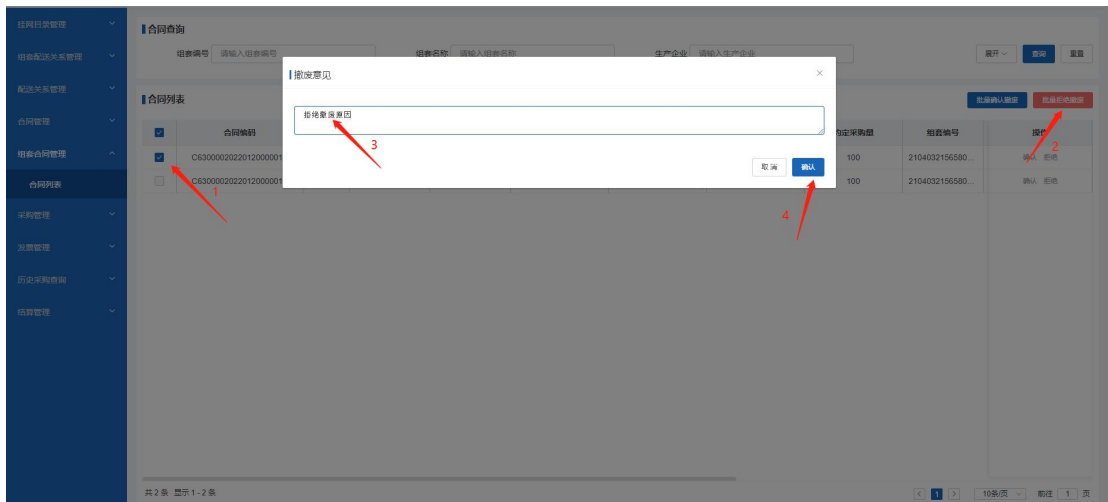 挂网目录管理
组套配送关系管理
配送关系管理
合同管理
组套合同管理
合同列表
采购管理
发票管理
历史采购查询
结算管理
合同查询
组套编号 请输入组套编号 组套名称 请输入组套名称 生产企业 请输入生产企业 展开 查询 重置
合同列表 批量确认撤废 批量拒绝撤废
合同编码 约定采购量 组套编号 操作
C6300002022012000001 100 2104032156580... 确认 拒绝
C6300002022012000001 100 2104032156580... 确认 拒绝
撤废意见
拒绝撤废原因
取消 确认
1
2
3
4
共2条 显示1-2条 1 10条/页 前往 1 页